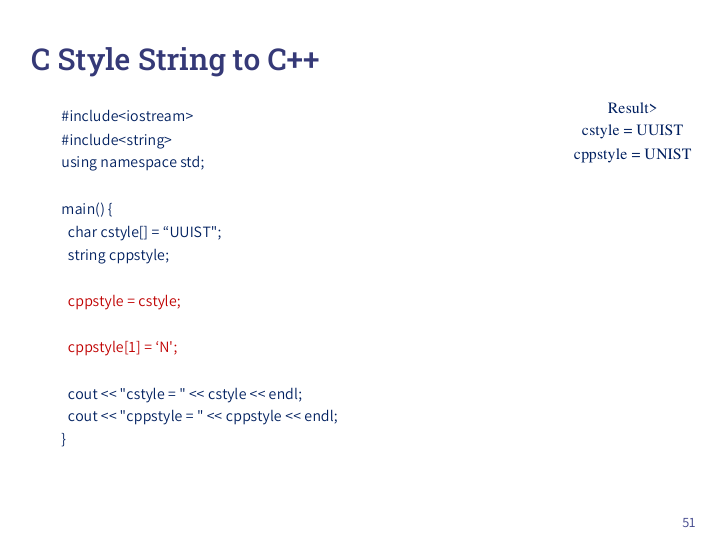 C Style String to C++
#include<iostream>
#include<string>
using namespace std;
main() {
char cstyle[] = “UUIST";
string cppstyle;
cppstyle = cstyle;
cppstyle[1] = ‘N';
cout << "cstyle = " << cstyle << endl;
cout << "cppstyle = " << cppstyle << endl;
}
Result>
cstyle = UUIST
cppstyle = UNIST
51